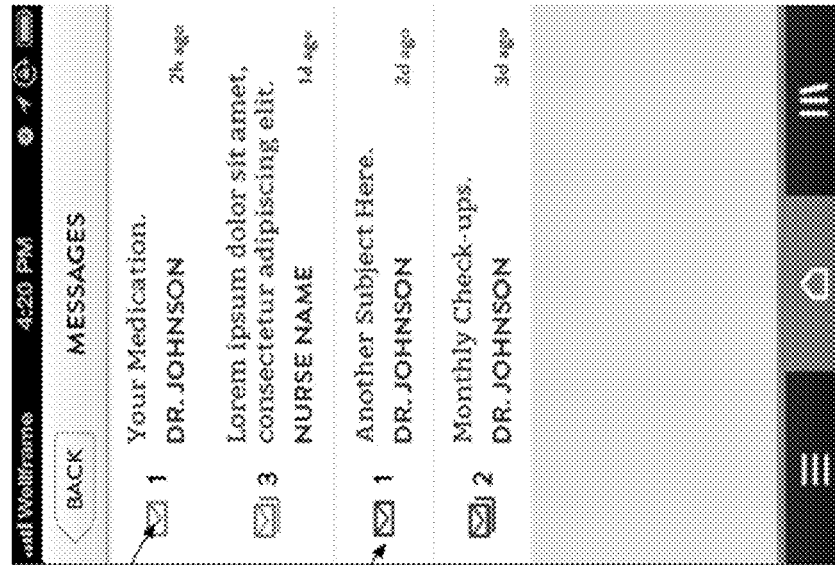 Wellframe 4:20 PM
BACK MESSAGES
1 Your Medication. 2h ago
DR. JOHNSON
3 Lorem ipsum dolor sit amet, 1d ago
consectetur adipiscing elit.
NURSE NAME
1 Another Subject Here. 2d ago
DR. JOHNSON
2 Monthly Check-ups. 3d ago
DR. JOHNSON